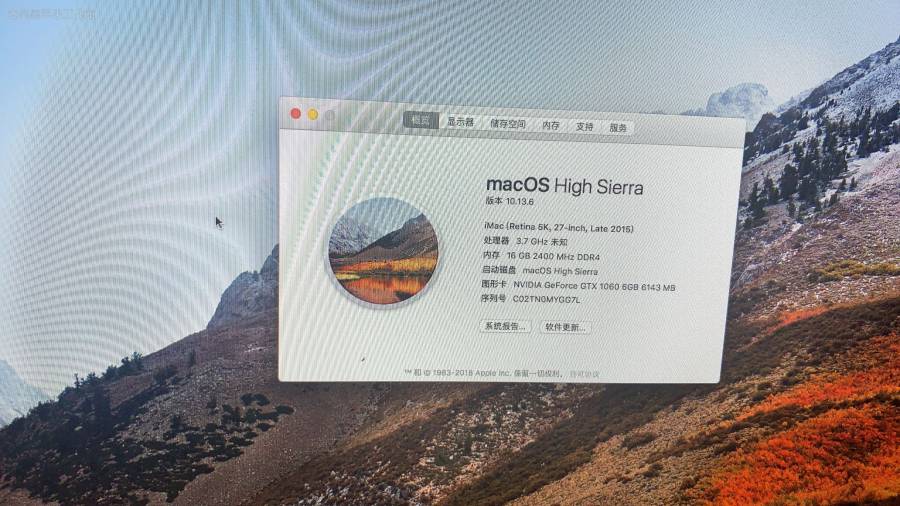 概览 显示器 储存空间 内存 支持 服务
macOS High Sierra
版本 10.13.6
iMac (Retina 5K, 27-inch, Late 2015)
处理器 3.7 GHz 未知
内存 16 GB 2400 MHz DDR4
启动磁盘 macOS High Sierra
图形卡 NVIDIA GeForce GTX 1060 6GB 6143 MB
序列号 C02TN0MYGG7L
系统报告... 软件更新...
™ 和 © 1983-2018 Apple Inc. 保留一切权利。 许可协议